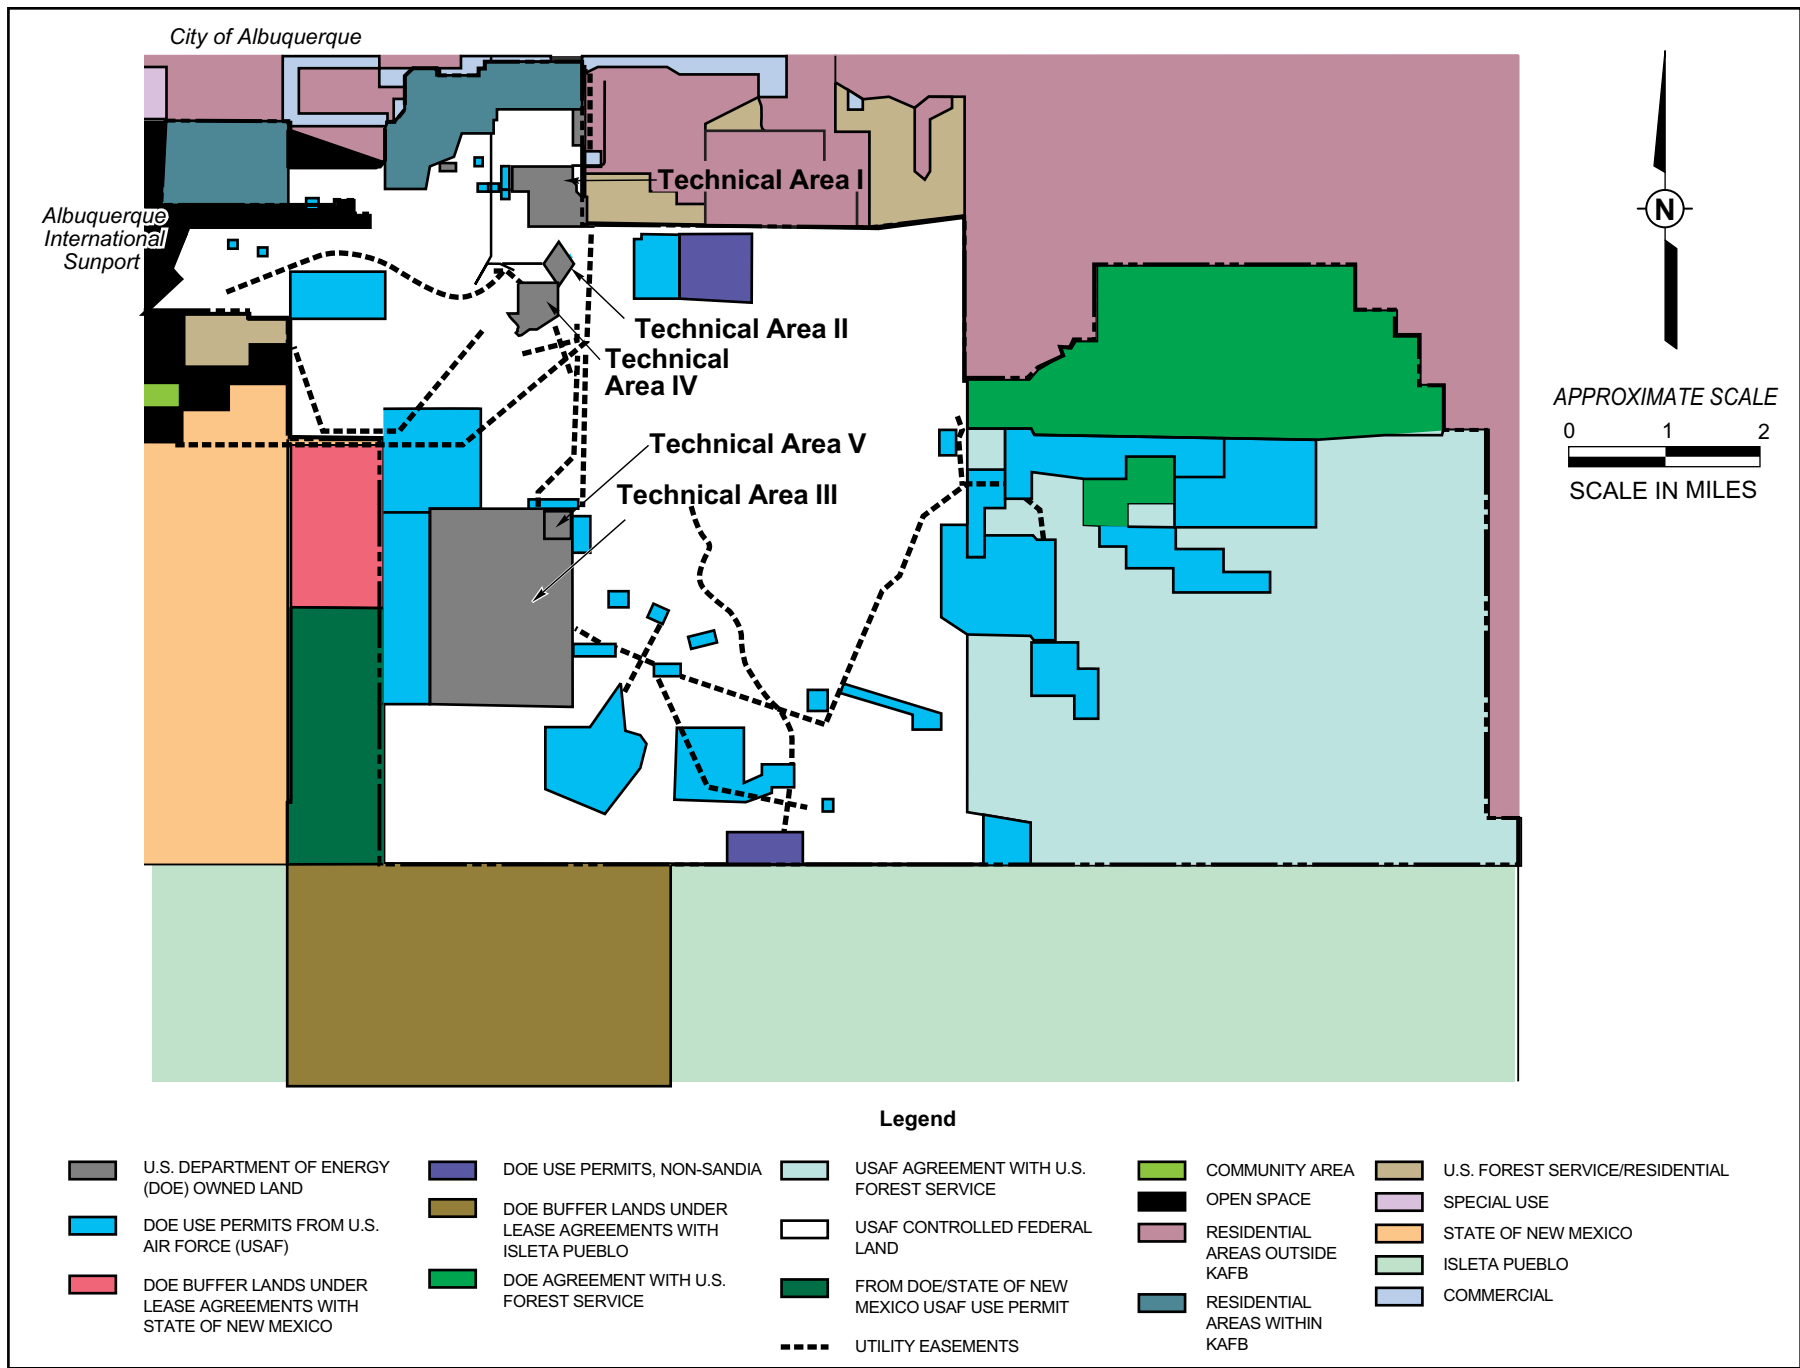 City of Albuquerque
Technical Area I
Albuquerque
International
Sunport
N
Technical Area II
Technical
Area IV
APPROXIMATE SCALE
0 1 2
SCALE IN MILES
Technical Area V
Technical Area III
Legend
U.S. DEPARTMENT OF ENERGY
(DOE) OWNED LAND
DOE USE PERMITS FROM U.S.
AIR FORCE (USAF)
DOE BUFFER LANDS UNDER
LEASE AGREEMENTS WITH
STATE OF NEW MEXICO
DOE USE PERMITS, NON-SANDIA
DOE BUFFER LANDS UNDER
LEASE AGREEMENTS WITH
ISLETA PUEBLO
DOE AGREEMENT WITH U.S.
FOREST SERVICE
USAF AGREEMENT WITH U.S.
FOREST SERVICE
USAF CONTROLLED FEDERAL
LAND
FROM DOE/STATE OF NEW
MEXICO USAF USE PERMIT
UTILITY EASEMENTS
COMMUNITY AREA
OPEN SPACE
RESIDENTIAL
AREAS OUTSIDE
KAFB
RESIDENTIAL
AREAS WITHIN
KAFB
U.S. FOREST SERVICE/RESIDENTIAL
SPECIAL USE
STATE OF NEW MEXICO
ISLETA PUEBLO
COMMERCIAL